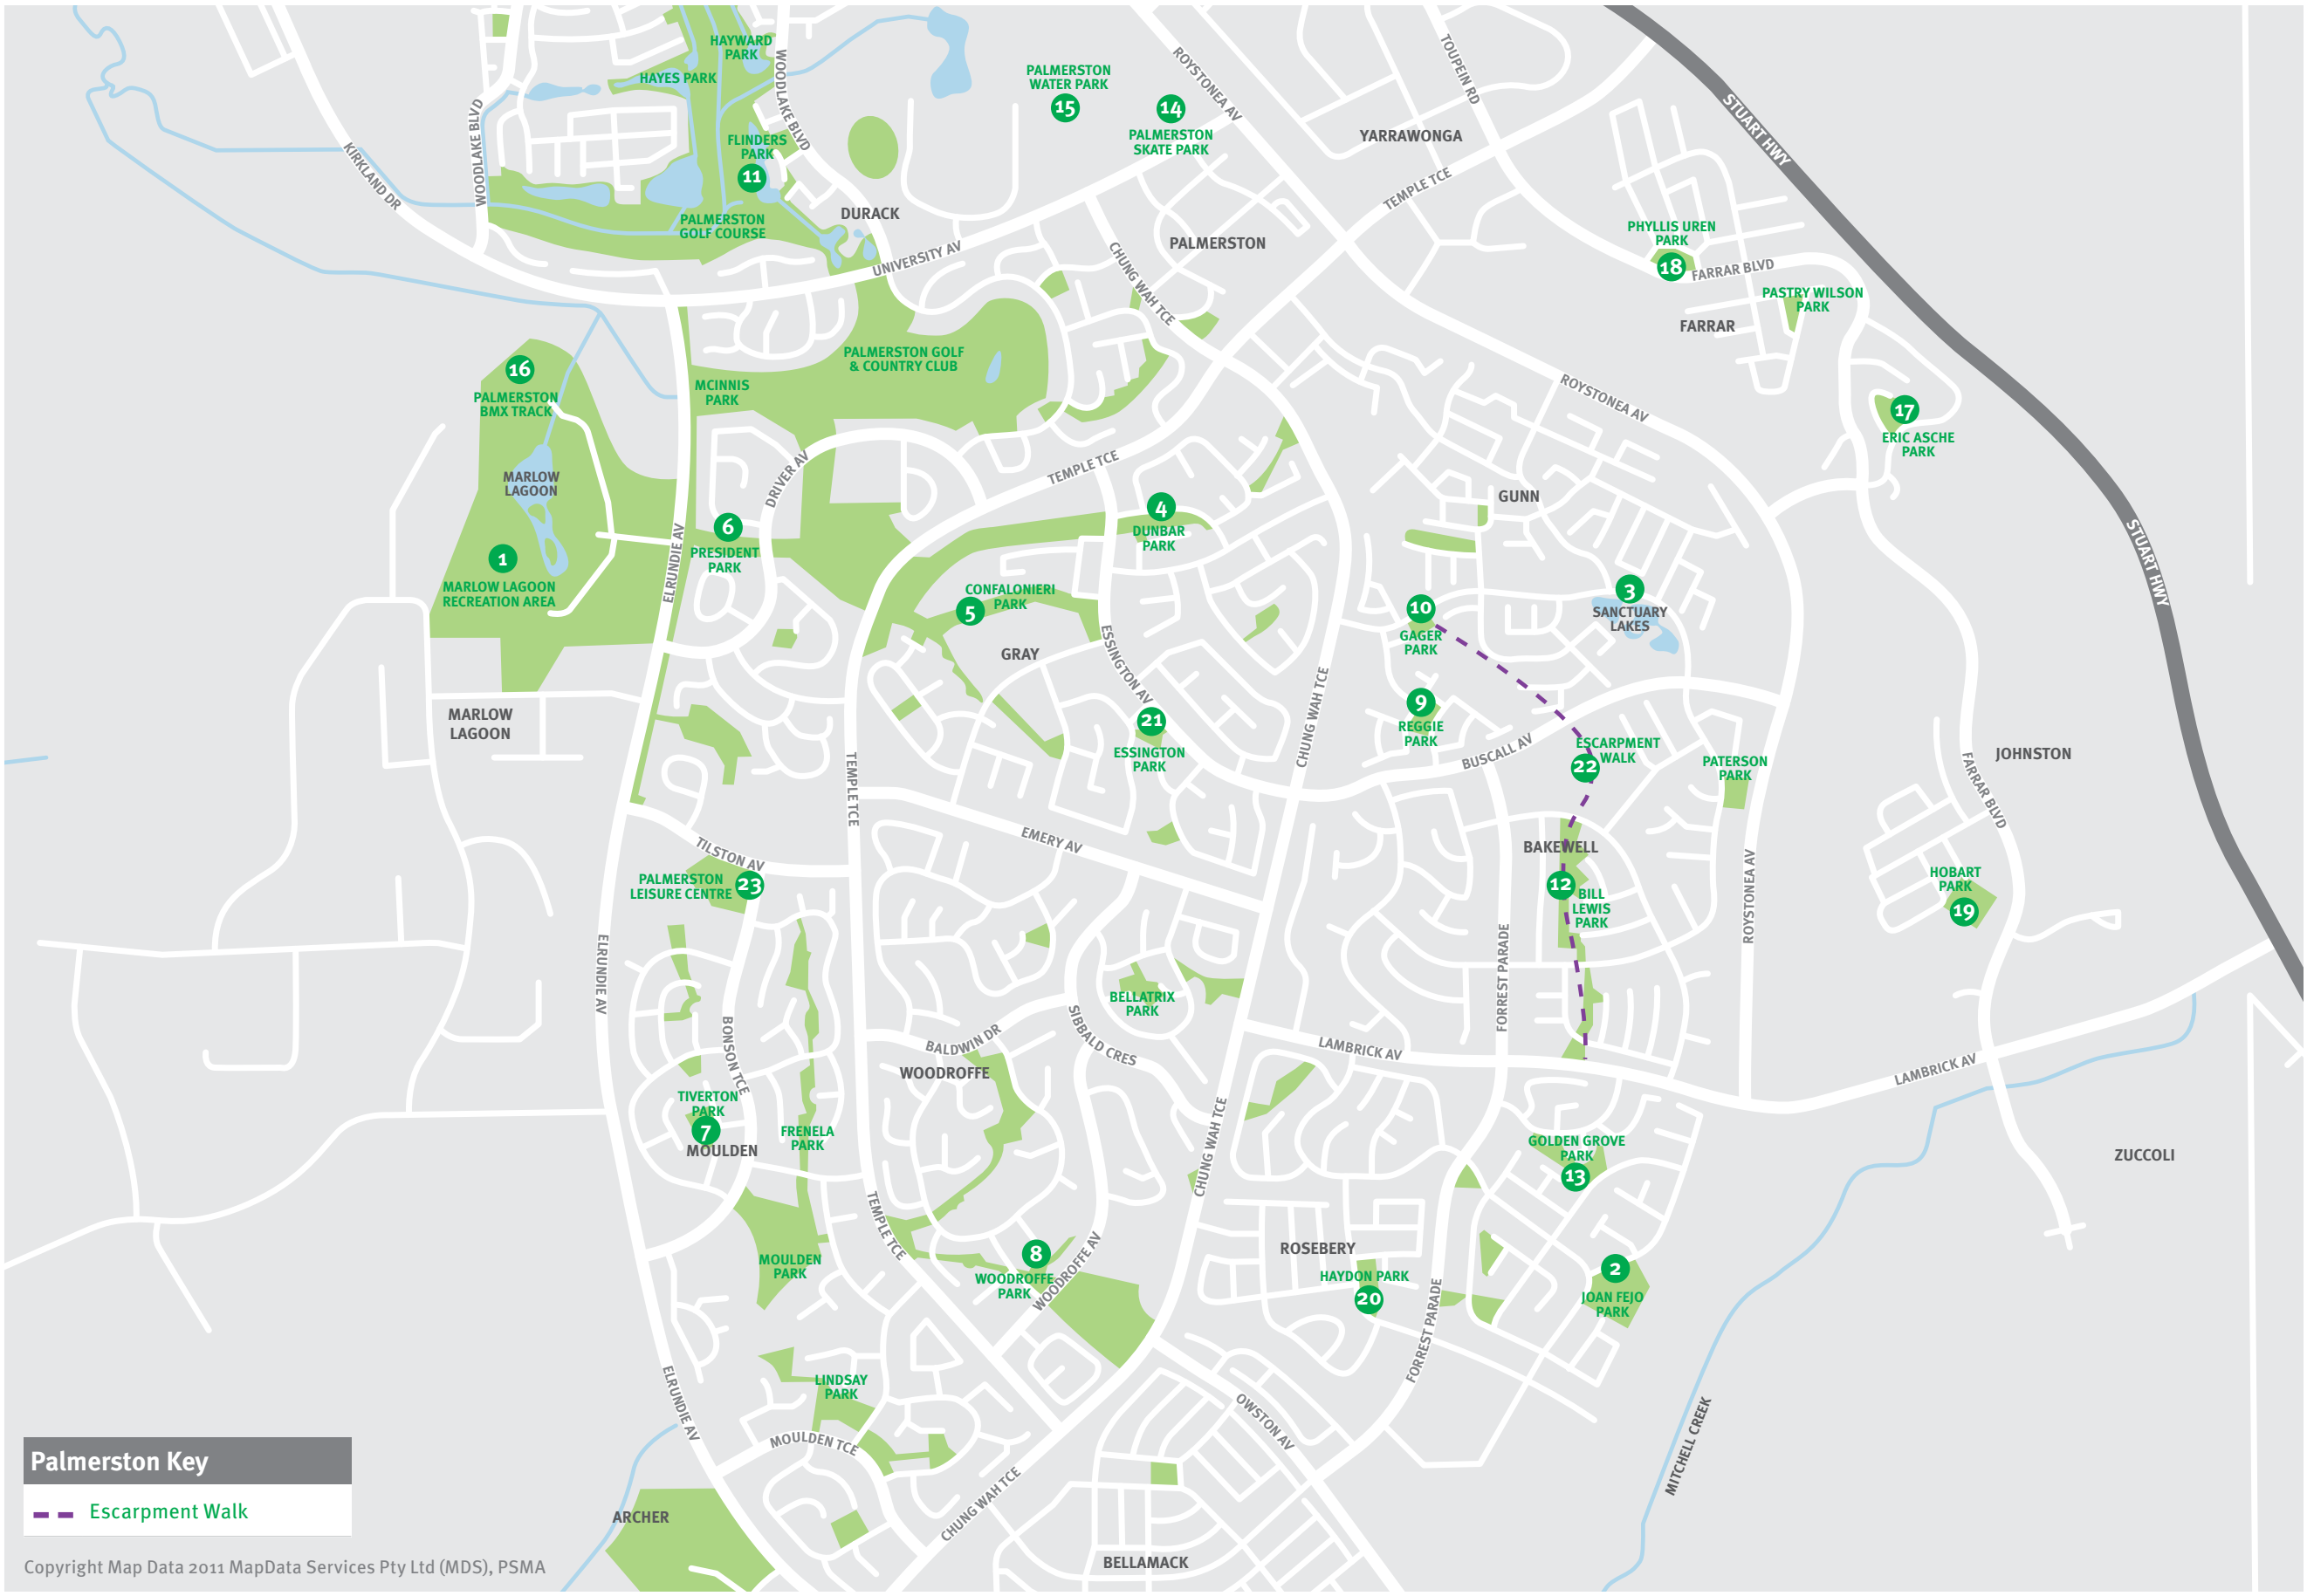 HAYWARD
PARK
HAYES PARK
WOODLAKE BLVD
WOODLAKE BLVD
KIRKLAND DR
FLINDERS
PARK
11
PALMERSTON
GOLF COURSE
DURACK
UNIVERSITY AV
PALMERSTON
WATER PARK
15
14
PALMERSTON
SKATE PARK
ROYSTONEA AV
TOUPEIN RD
YARRAWONGA
TEMPLE TCE
STUART HWY
PALMERSTON
CHUNG WAH TCE
PHYLLIS UREN
PARK
18
FARRAR BLVD
PASTRY WILSON
PARK
FARRAR
16
PALMERSTON
BMX TRACK
MARLOW
LAGOON
1
MARLOW LAGOON
RECREATION AREA
MCINNIS
PARK
PALMERSTON GOLF
& COUNTRY CLUB
DRIVER AV
TEMPLE TCE
ROYSTONEA AV
17
ERIC ASCHE
PARK
6
PRESIDENT
PARK
ELRUNDIE AV
4
DUNBAR
PARK
GUNN
STUART HWY
CONFALONIERI
PARK
5
GRAY
ESSINGTON AV
10
GAGER
PARK
3
SANCTUARY
LAKES
MARLOW
LAGOON
21
ESSINGTON
PARK
CHUNG WAH TCE
9
REGGIE
PARK
BUSCALL AV
ESCARPMENT
WALK
22
PATERSON
PARK
JOHNSTON
FARRAR BLVD
TEMPLE TCE
EMERY AV
TILSTON AV
PALMERSTON
LEISURE CENTRE
23
BAKEWELL
12
BILL
LEWIS
PARK
ROYSTONEA AV
HOBART
PARK
19
ELRUNDIE AV
FORREST PARADE
BELLATRIX
PARK
BONSON TCE
BALDWIN DR
SIBBALD CRES
WOODROFFE
LAMBRICK AV
LAMBRICK AV
TIVERTON
PARK
7
MOULDEN
FRENELA
PARK
CHUNG WAH TCE
GOLDEN GROVE
PARK
13
ZUCCOLI
TEMPLE TCE
MOULDEN
PARK
8
WOODROFFE
PARK
WOODROFFE AV
ROSEBERY
HAYDON PARK
20
FORREST PARADE
2
JOAN FEJO
PARK
LINDSAY
PARK
ELRUNDIE AV
MOULDEN TCE
OWSTON AV
MITCHELL CREEK
CHUNG WAH TCE
ARCHER
BELLAMACK
Palmerston Key
Escarpment Walk
Copyright Map Data 2011 MapData Services Pty Ltd (MDS), PSMA